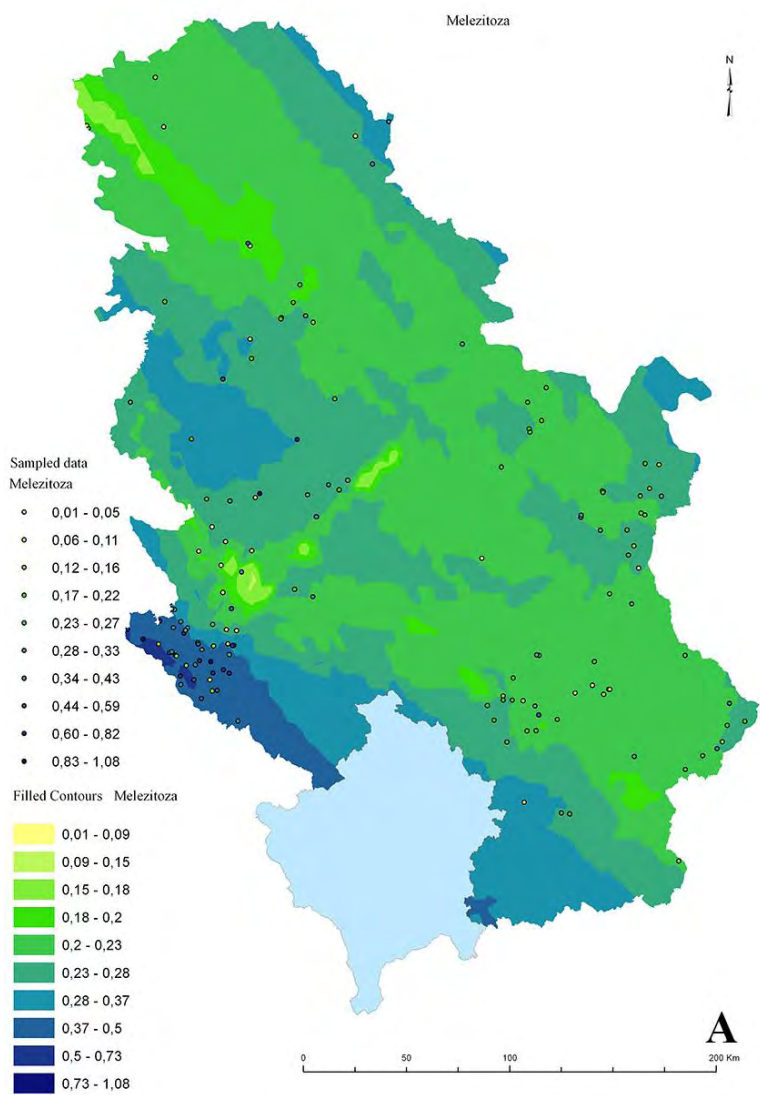 Melezitoza
N
Sampled data
Melezitoza
0,01 - 0,05
0,06 - 0,11
0,12 - 0,16
0,17 - 0,22
0,23 - 0,27
0,28 - 0,33
0,34 - 0,43
0,44 - 0,59
0,60 - 0,82
0,83 - 1,08
Filled Contours Melezitoza
0,01 - 0,09
0,09 - 0,15
0,15 - 0,18
0,18 - 0,2
0,2 - 0,23
0,23 - 0,28
0,28 - 0,37
0,37 - 0,5
0,5 - 0,73
0,73 - 1,08
A
0 50 100 200 Km